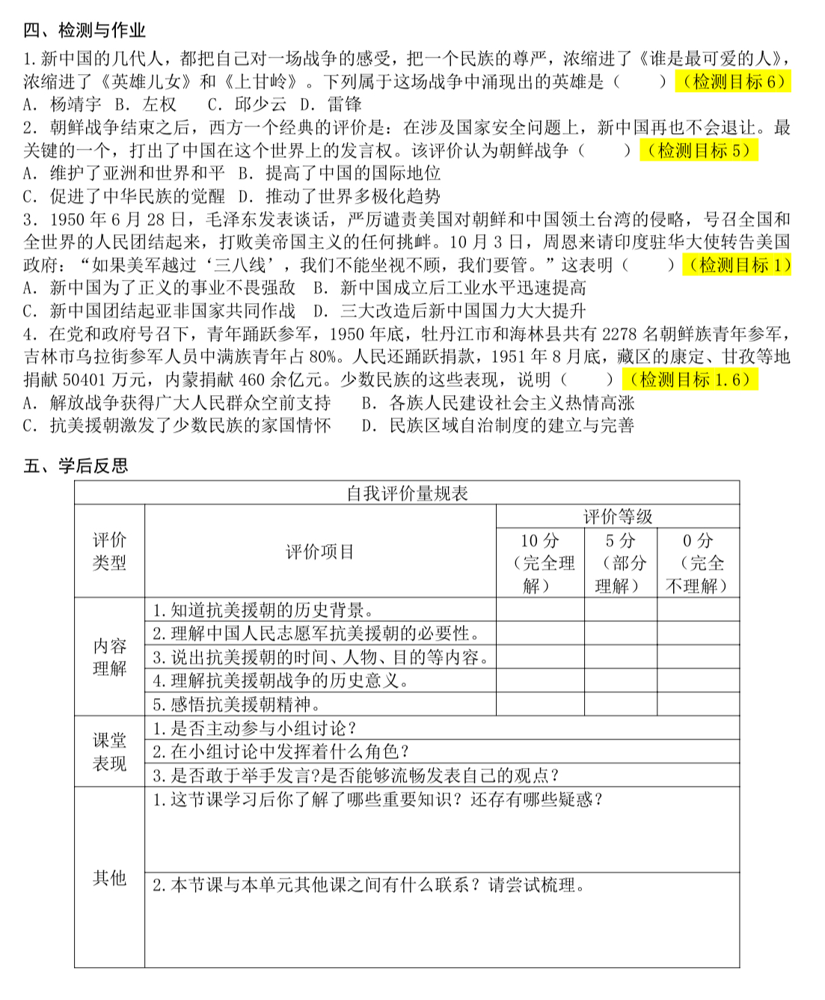 四、检测与作业
1.新中国的几代人，都把自己对一场战争的感受，把一个民族的尊严，浓缩进了《谁是最可爱的人》，
浓缩进了《英雄儿女》和《上甘岭》。下列属于这场战争中涌现出的英雄是（　　）（检测目标6）
A．杨靖宇 B．左权　C．邱少云 D．雷锋
2．朝鲜战争结束之后，西方一个经典的评价是：在涉及国家安全问题上，新中国再也不会退让。最
关键的一个，打出了中国在这个世界上的发言权。该评价认为朝鲜战争（　　）（检测目标5）
A．维护了亚洲和世界和平 B．提高了中国的国际地位
C．促进了中华民族的觉醒 D．推动了世界多极化趋势
3．1950年6月28日，毛泽东发表谈话，严厉谴责美国对朝鲜和中国领土台湾的侵略，号召全国和
全世界的人民团结起来，打败美帝国主义的任何挑衅。10月3日，周恩来请印度驻华大使转告美国
政府：“如果美军越过‘三八线’，我们不能坐视不顾，我们要管。”这表明（　　）（检测目标1）
A．新中国为了正义的事业不畏强敌 B．新中国成立后工业水平迅速提高
C．新中国团结起亚非国家共同作战 D．三大改造后新中国国力大大提升
4．在党和政府号召下，青年踊跃参军，1950年底，牡丹江市和海林县共有2278名朝鲜族青年参军，
吉林市乌拉街参军人员中满族青年占80%。人民还踊跃捐款，1951年8月底，藏区的康定、甘孜等地
捐献50401万元，内蒙捐献460余亿元。少数民族的这些表现，说明（　　）（检测目标1.6）
A．解放战争获得广大人民群众空前支持　B．各族人民建设社会主义热情高涨
C．抗美援朝激发了少数民族的家国情怀　D．民族区域自治制度的建立与完善
五、学后反思
自我评价量规表
评价
类型
评价项目
评价等级
10分
（完全理
解）
5分
（部分
理解）
0分
（完全
不理解）
内容
理解
1.知道抗美援朝的历史背景。
2.理解中国人民志愿军抗美援朝的必要性。
3.说出抗美援朝的时间、人物、目的等内容。
4.理解抗美援朝战争的历史意义。
5.感悟抗美援朝精神。
课堂
表现
1.是否主动参与小组讨论？
2.在小组讨论中发挥着什么角色？
3.是否敢于举手发言?是否能够流畅发表自己的观点？
其他
1.这节课学习后你了解了哪些重要知识？还存有哪些疑惑？
2.本节课与本单元其他课之间有什么联系？请尝试梳理。